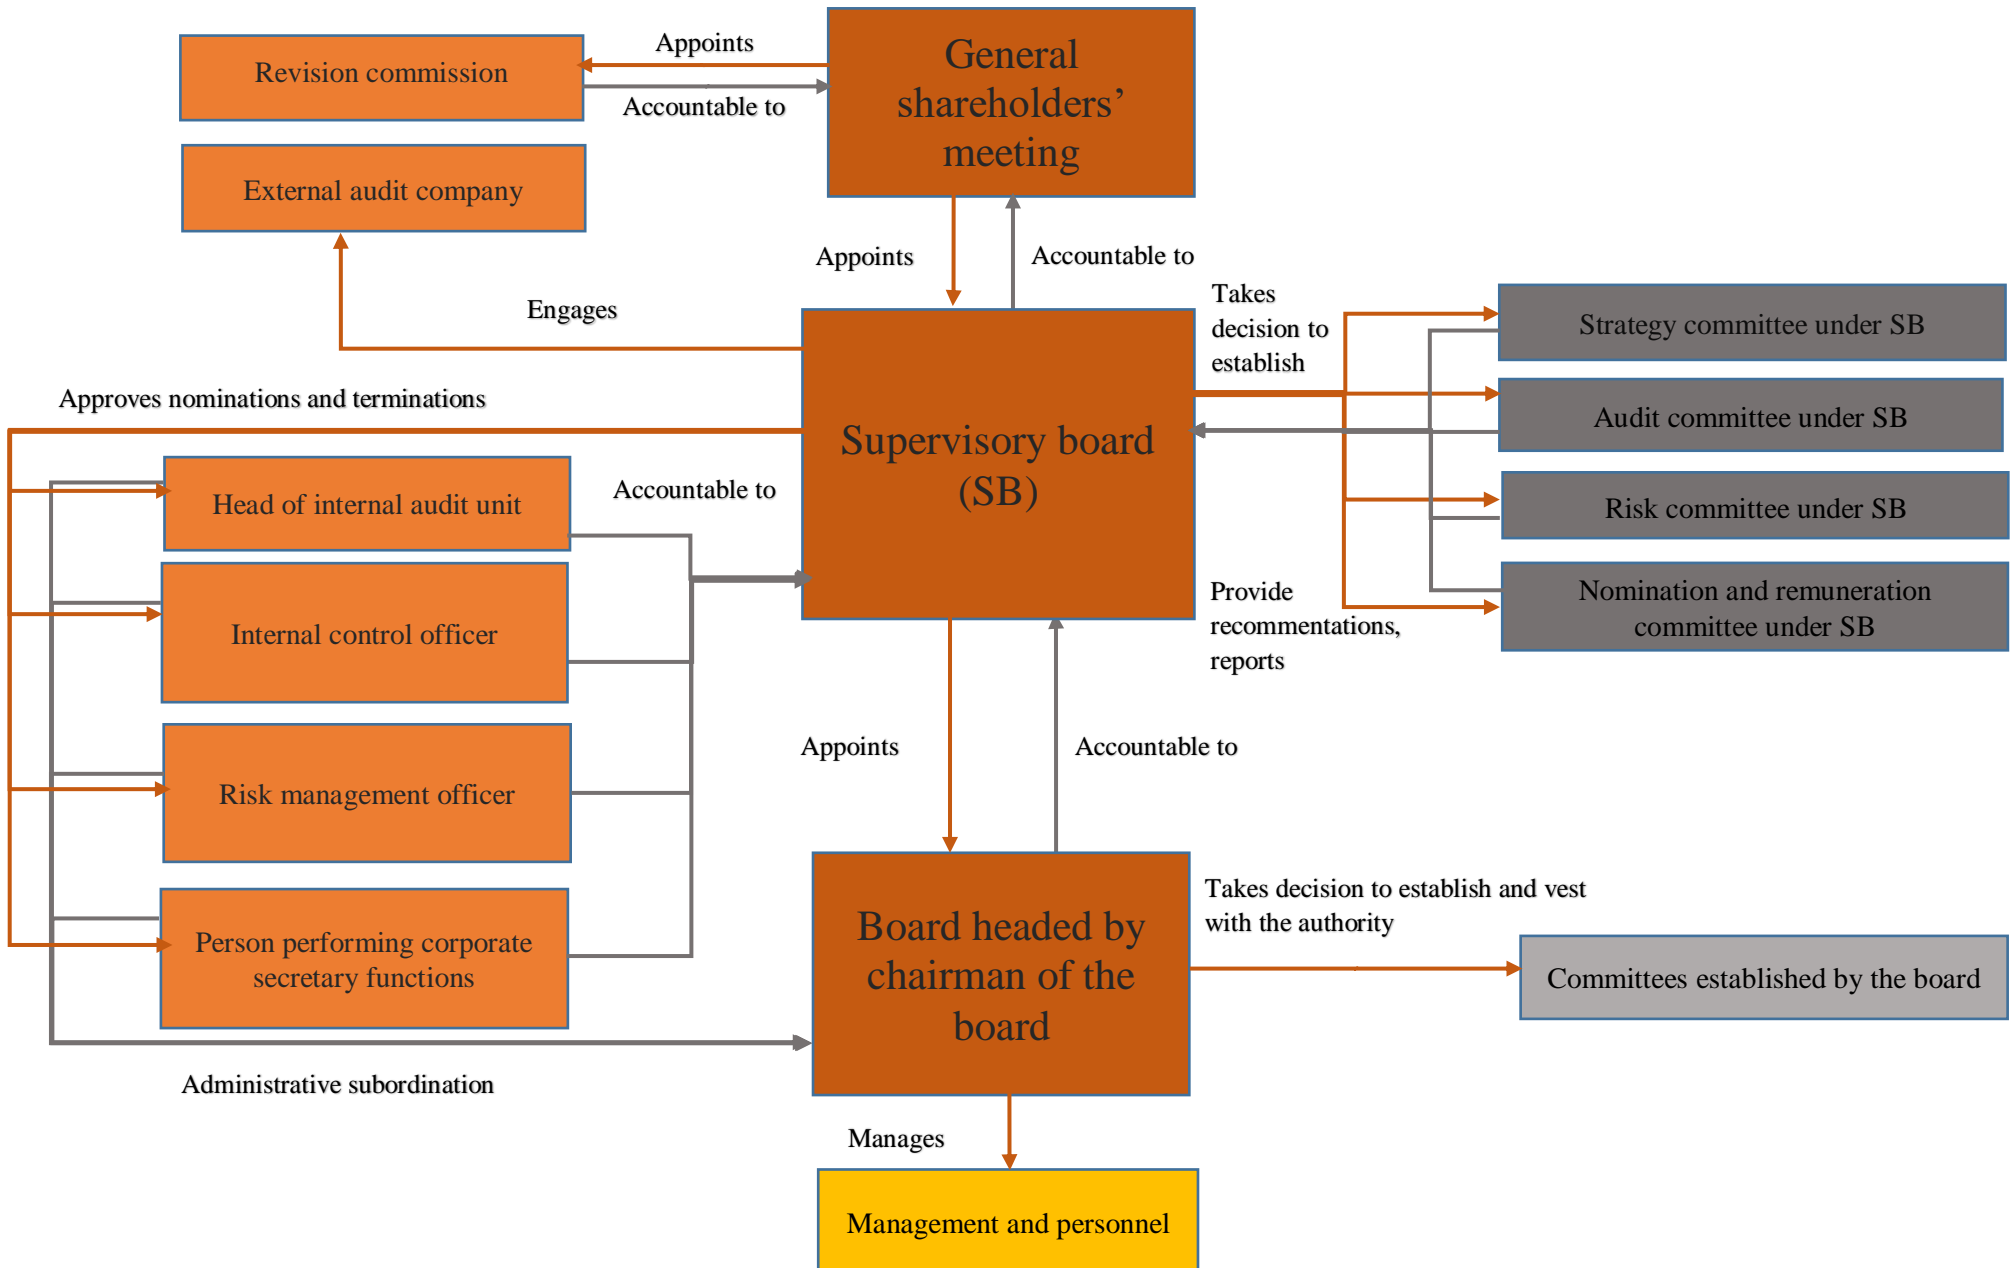 Appoints
Revision commission
Accountable to
General
shareholders’
meeting
External audit company
Appoints
Accountable to
Engages
Takes
decision to
establish
Strategy committee under SB
Approves nominations and terminations
Audit committee under SB
Supervisory board
(SB)
Head of internal audit unit
Accountable to
Risk committee under SB
Internal control officer
Provide
recommentations,
reports
Nomination and remuneration
committee under SB
Risk management officer
Appoints
Accountable to
Person performing corporate
secretary functions
Board headed by
chairman of the
board
Takes decision to establish and vest
with the authority
Committees established by the board
Administrative subordination
Manages
Management and personnel